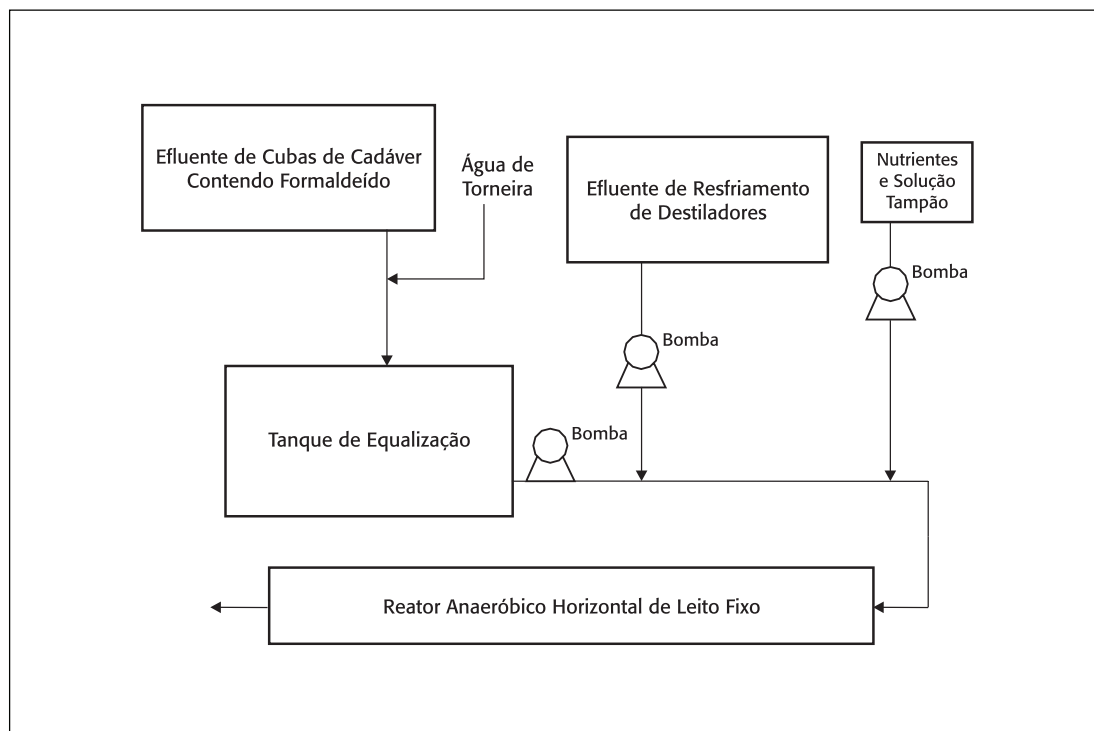 Efluente de Cubas de Cadáver
Contendo Formaldeído
Água de
Torneira
Efluente de Resfriamento
de Destiladores
Nutrientes
e Solução
Tampão
Bomba
Bomba
Bomba
Tanque de Equalização
Reator Anaeróbico Horizontal de Leito Fixo